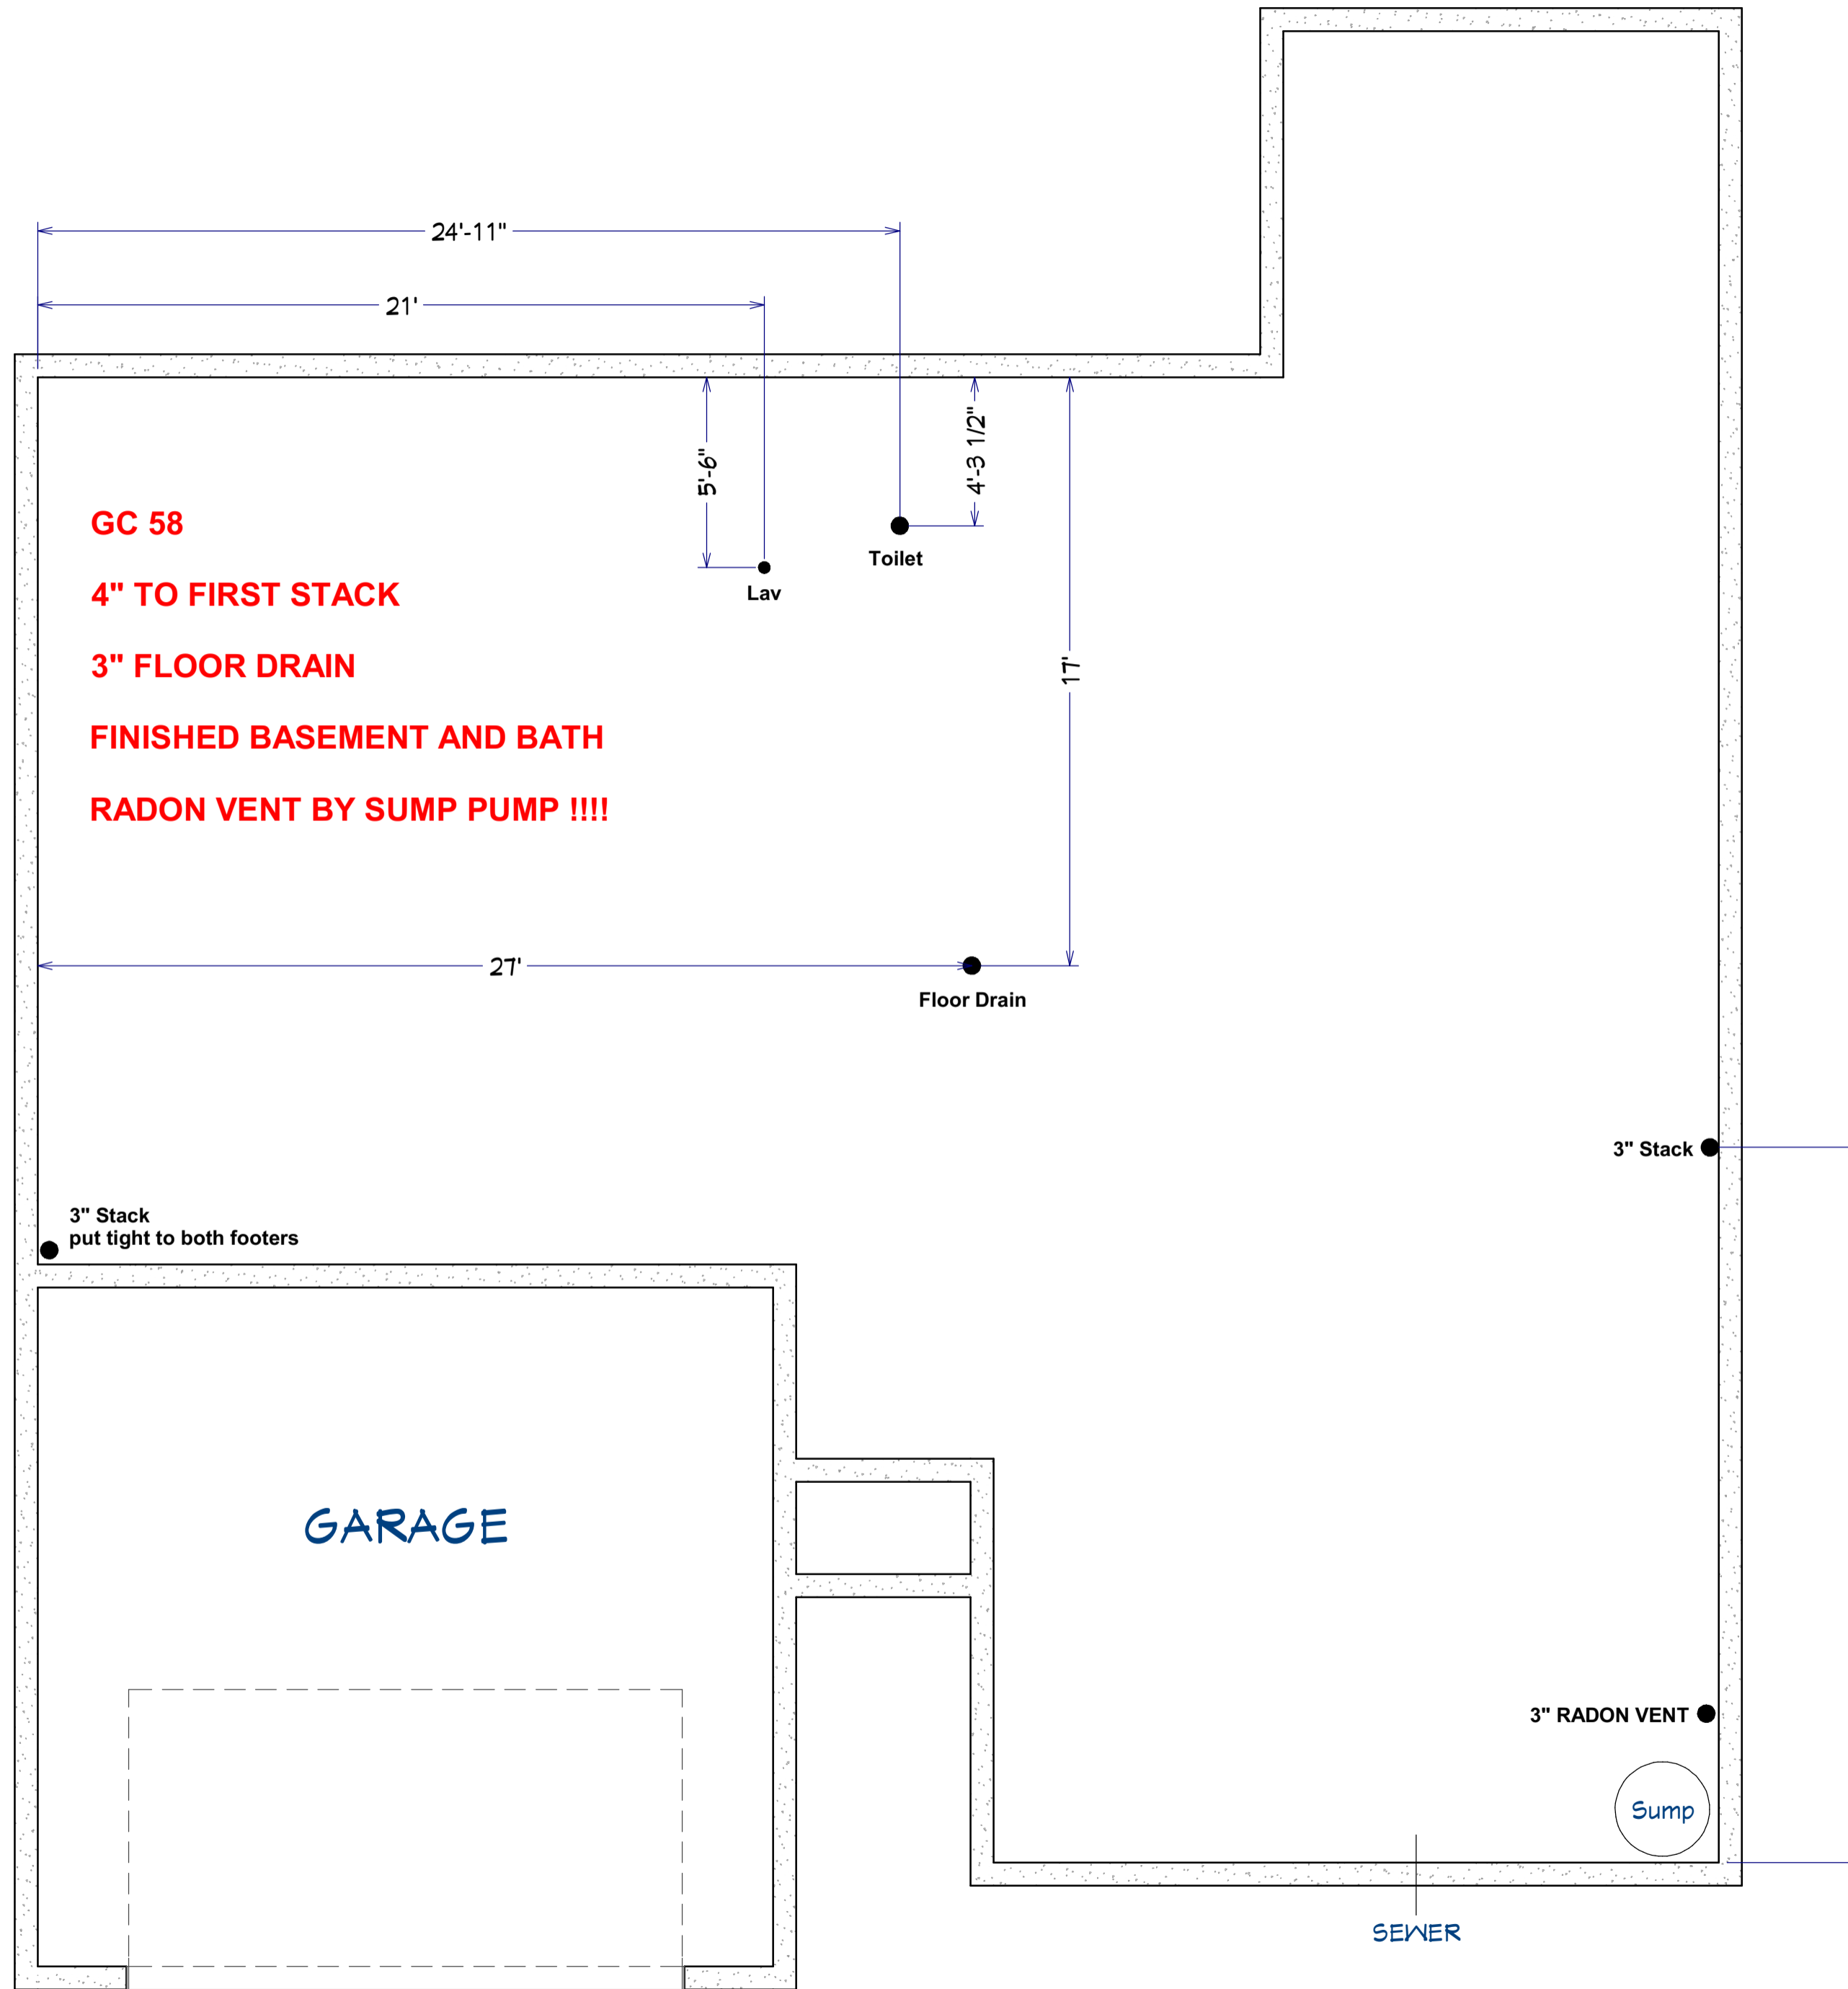 24'-11"
21'
5'-6"
4'-3 1/2"
GC 58
Toilet
4" TO FIRST STACK
Lav
3" FLOOR DRAIN
17'
FINISHED BASEMENT AND BATH
RADON VENT BY SUMP PUMP !!!!
27'
Floor Drain
3" Stack
3" Stack
put tight to both footers
GARAGE
3" RADON VENT
Sump
SEWER